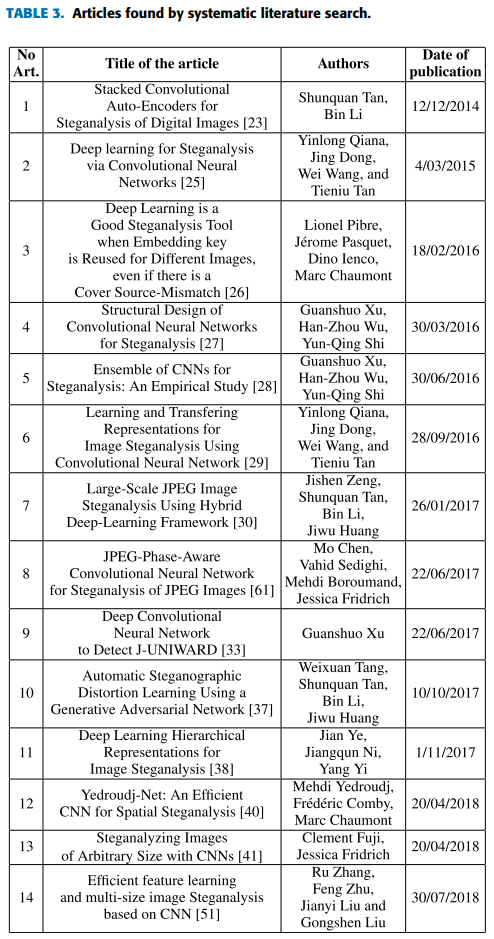 TABLE 3. Articles found by systematic literature search.
No Art. | Title of the article | Authors | Date of publication
1 | Stacked Convolutional Auto-Encoders for Steganalysis of Digital Images [23] | Shunquan Tan, Bin Li | 12/12/2014
2 | Deep learning for Steganalysis via Convolutional Neural Networks [25] | Yinlong Qiana, Jing Dong, Wei Wang, and Tieniu Tan | 4/03/2015
3 | Deep Learning is a Good Steganalysis Tool when Embedding key is Reused for Different Images, even if there is a Cover Source-Mismatch [26] | Lionel Pibre, Jérome Pasquet, Dino Ienco, Marc Chaumont | 18/02/2016
4 | Structural Design of Convolutional Neural Networks for Steganalysis [27] | Guanshuo Xu, Han-Zhou Wu, Yun-Qing Shi | 30/03/2016
5 | Ensemble of CNNs for Steganalysis: An Empirical Study [28] | Guanshuo Xu, Han-Zhou Wu, Yun-Qing Shi | 30/06/2016
6 | Learning and Transfering Representations for Image Steganalysis Using Convolutional Neural Network [29] | Yinlong Qiana, Jing Dong, Wei Wang, and Tieniu Tan | 28/09/2016
7 | Large-Scale JPEG Image Steganalysis Using Hybrid Deep-Learning Framework [30] | Jishen Zeng, Shunquan Tan, Bin Li, Jiwu Huang | 26/01/2017
8 | JPEG-Phase-Aware Convolutional Neural Network for Steganalysis of JPEG Images [61] | Mo Chen, Vahid Sedighi, Mehdi Boroumand, Jessica Fridrich | 22/06/2017
9 | Deep Convolutional Neural Network to Detect J-UNIWARD [33] | Guanshuo Xu | 22/06/2017
10 | Automatic Steganographic Distortion Learning Using a Generative Adversarial Network [37] | Weixuan Tang, Shunquan Tan, Bin Li, Jiwu Huang | 10/10/2017
11 | Deep Learning Hierarchical Representations for Image Steganalysis [38] | Jian Ye, Jiangqun Ni, Yang Yi | 1/11/2017
12 | Yedroudj-Net: An Efficient CNN for Spatial Steganalysis [40] | Mehdi Yedroudj, Frédéric Comby, Marc Chaumont | 20/04/2018
13 | Steganalyzing Images of Arbitrary Size with CNNs [41] | Clement Fuji, Jessica Fridrich | 20/04/2018
14 | Efficient feature learning and multi-size image Steganalysis based on CNN [51] | Ru Zhang, Feng Zhu, Jianyi Liu and Gongshen Liu | 30/07/2018